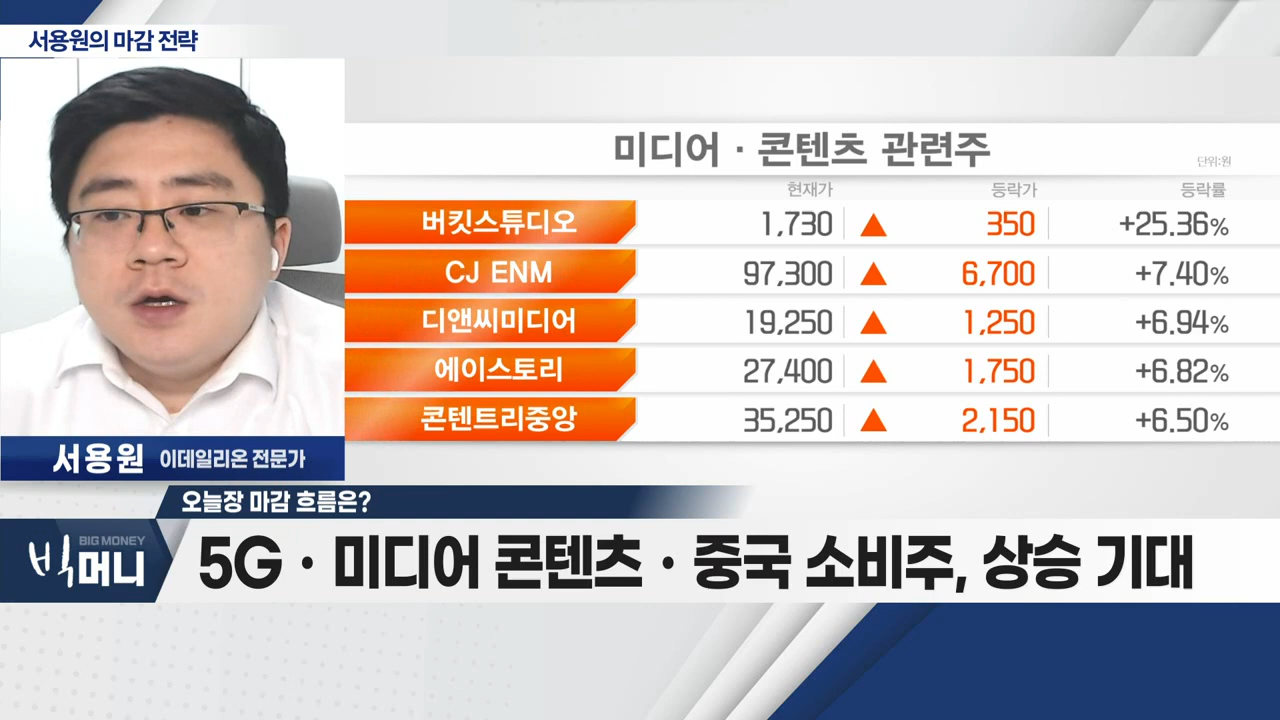 서용원의 마감 전략
미디어 · 콘텐츠 관련주
단위:원
현재가 등락가 등락률
버킷스튜디오 1,730 ▲ 350 +25.36%
CJ ENM 97,300 ▲ 6,700 +7.40%
디앤씨미디어 19,250 ▲ 1,250 +6.94%
에이스토리 27,400 ▲ 1,750 +6.82%
콘텐트리중앙 35,250 ▲ 2,150 +6.50%
서용원 이데일리온 전문가
오늘장 마감 흐름은?
BIG MONEY
빅머니
5G · 미디어 콘텐츠 · 중국 소비주, 상승 기대